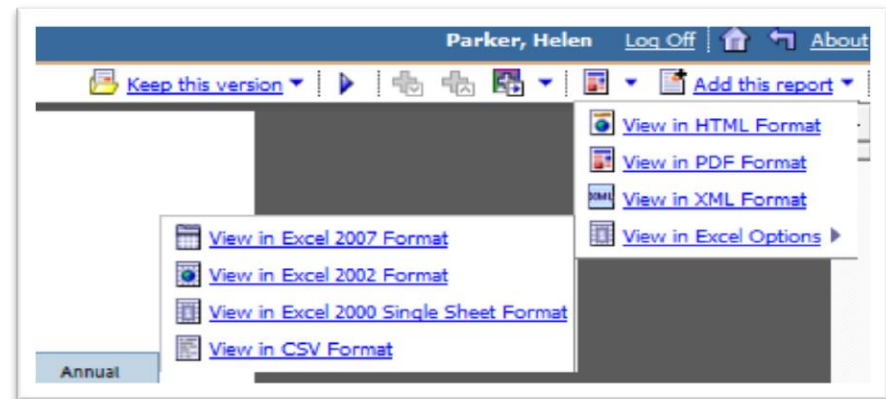 Parker, Helen Log Off About
Keep this version Add this report
View in HTML Format
View in PDF Format
XML View in XML Format
View in Excel Options
View in Excel 2007 Format
View in Excel 2002 Format
View in Excel 2000 Single Sheet Format
View in CSV Format
Annual